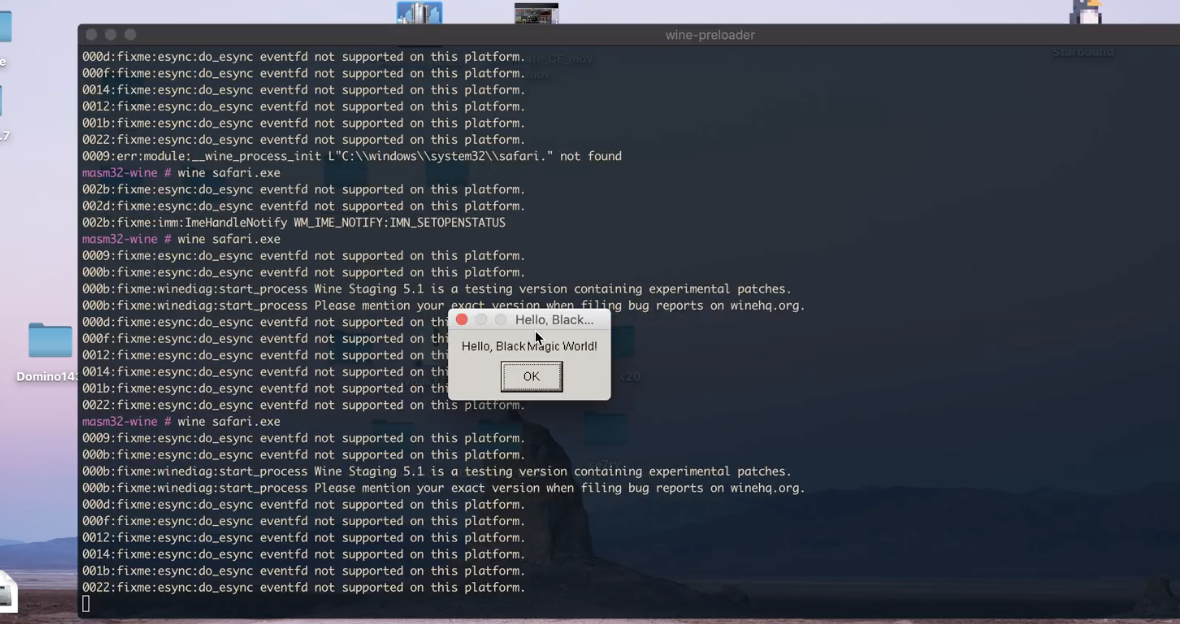 wine-preloader
Starbound
000d:fixme:esync:do_esync eventfd not supported on this platform.
000f:fixme:esync:do_esync eventfd not supported on this platform.
0014:fixme:esync:do_esync eventfd not supported on this platform.
0012:fixme:esync:do_esync eventfd not supported on this platform.
001b:fixme:esync:do_esync eventfd not supported on this platform.
0022:fixme:esync:do_esync eventfd not supported on this platform.
0009:err:module:__wine_process_init L"C:\\windows\\system32\\safari." not found
masm32-wine # wine safari.exe
002b:fixme:esync:do_esync eventfd not supported on this platform.
002d:fixme:esync:do_esync eventfd not supported on this platform.
002b:fixme:imm:ImeHandleNotify WM_IME_NOTIFY:IMN_SETOPENSTATUS
masm32-wine # wine safari.exe
0009:fixme:esync:do_esync eventfd not supported on this platform.
000b:fixme:esync:do_esync eventfd not supported on this platform.
000b:fixme:winediag:start_process Wine Staging 5.1 is a testing version containing experimental patches.
000b:fixme:winediag:start_process Please mention your exact version when filing bug reports on winehq.org.
000d:fixme:esync:do_esync eventfd not supported on
000f:fixme:esync:do_esync eventfd not supported on
0012:fixme:esync:do_esync eventfd not supported on
0014:fixme:esync:do_esync eventfd not supported on
001b:fixme:esync:do_esync eventfd not supported on
0022:fixme:esync:do_esync eventfd not supported on this platform.
Hello, Black...
Hello, Black Magic World!
OK
masm32-wine # wine safari.exe
0009:fixme:esync:do_esync eventfd not supported on this platform.
000b:fixme:esync:do_esync eventfd not supported on this platform.
000b:fixme:winediag:start_process Wine Staging 5.1 is a testing version containing experimental patches.
000b:fixme:winediag:start_process Please mention your exact version when filing bug reports on winehq.org.
000d:fixme:esync:do_esync eventfd not supported on this platform.
000f:fixme:esync:do_esync eventfd not supported on this platform.
0012:fixme:esync:do_esync eventfd not supported on this platform.
0014:fixme:esync:do_esync eventfd not supported on this platform.
001b:fixme:esync:do_esync eventfd not supported on this platform.
0022:fixme:esync:do_esync eventfd not supported on this platform.